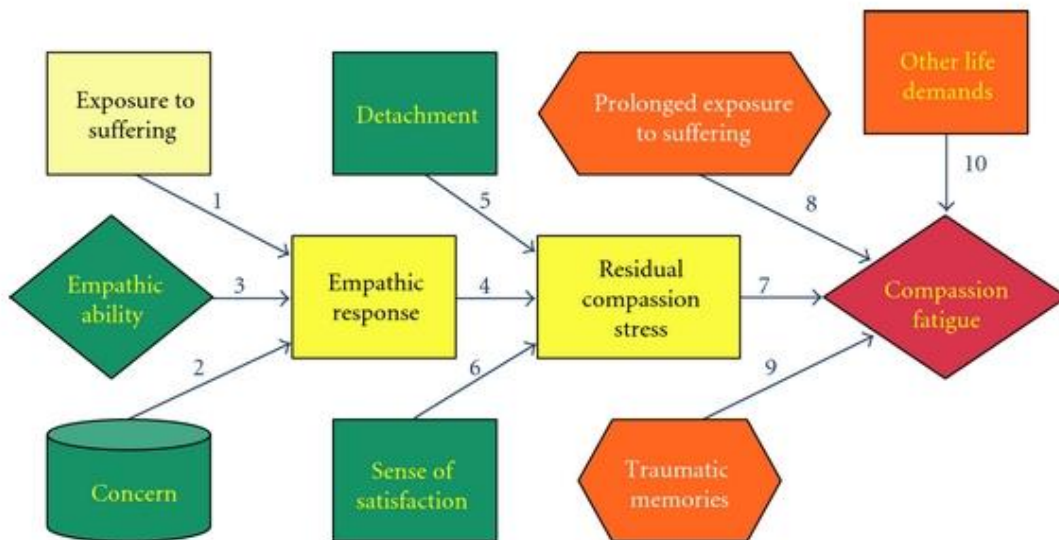 Exposure to
suffering
Detachment
Prolonged exposure
to suffering
Other life
demands
1
5
8
10
Empathic
ability
3
Empathic
response
4
Residual
compassion
stress
7
Compassion
fatigue
2
6
9
Concern
Sense of
satisfaction
Traumatic
memories